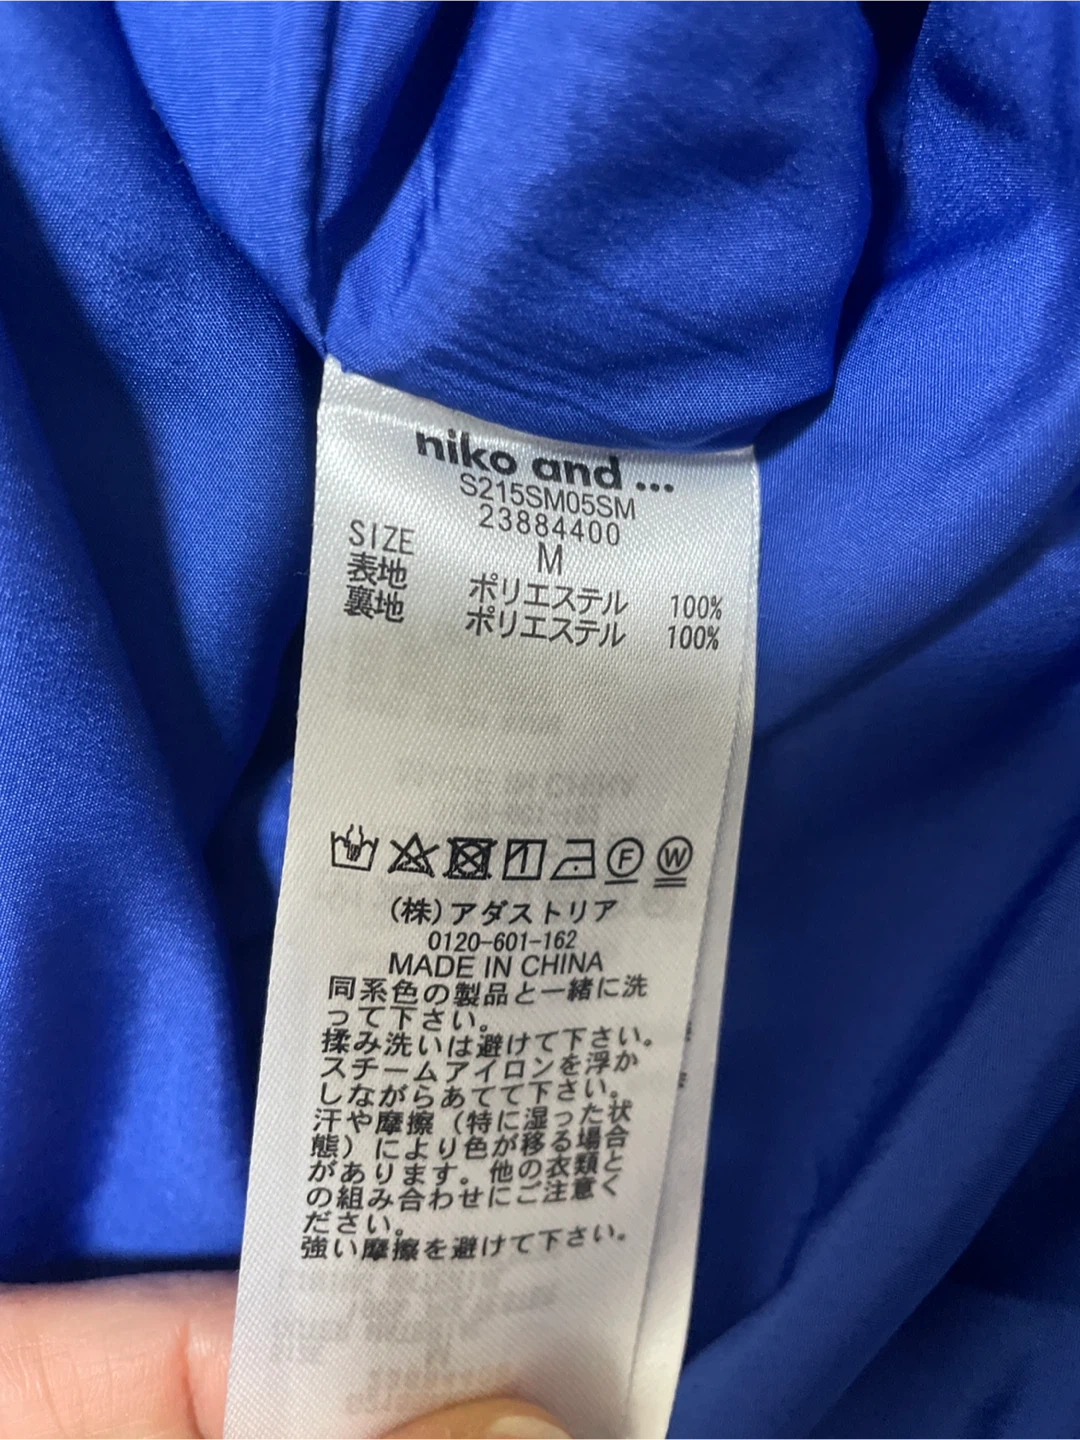 niko and ...
S215SM05SM
23884400
SIZE M
表地 ポリエステル 100%
裏地 ポリエステル 100%
F W
(株)アダストリア
0120-601-162
MADE IN CHINA
同系色の製品と一緒に洗
って下さい。
揉み洗いは避けて下さい。
スチームアイロンを浮か
しながらあてて下さい。
汗や摩擦(特に湿った状
態)により色が移る場合
があります。他の衣類と
の組み合わせにご注意く
ださい。
強い摩擦を避けて下さい。